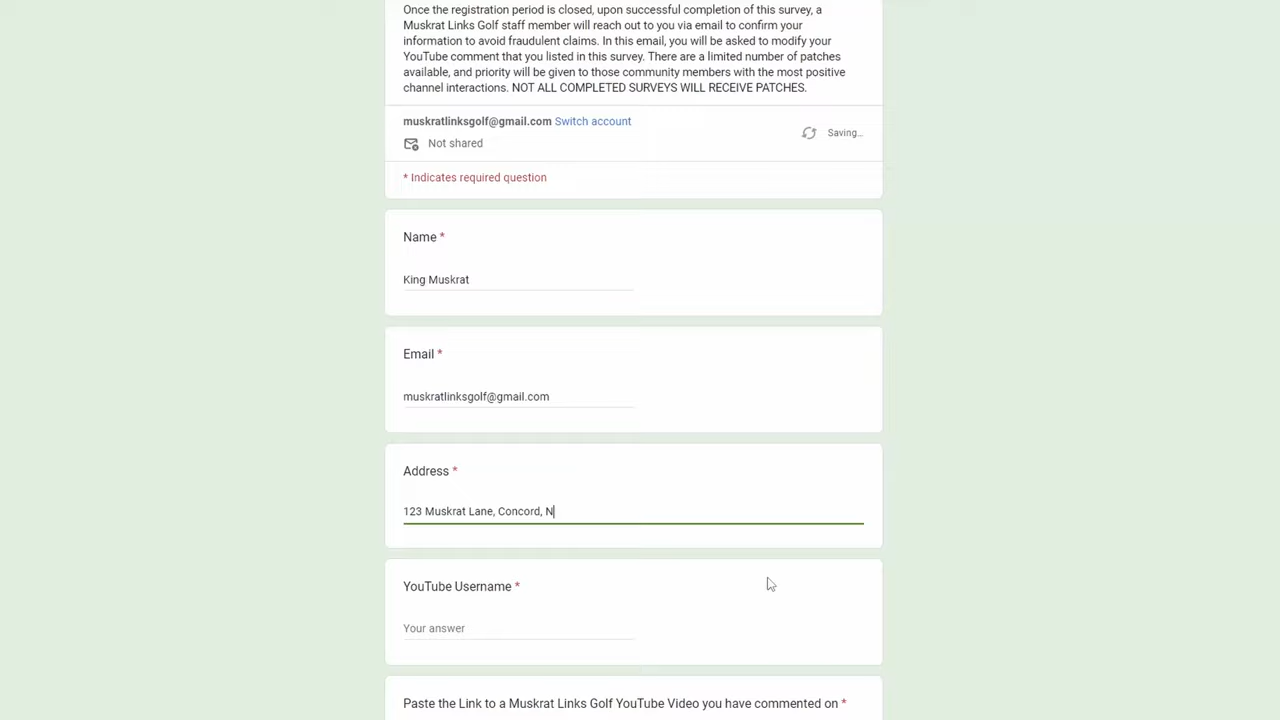 Once the registration period is closed, upon successful completion of this survey, a
Muskrat Links Golf staff member will reach out to you via email to confirm your
information to avoid fraudulent claims. In this email, you will be asked to modify your
YouTube comment that you listed in this survey. There are a limited number of patches
available, and priority will be given to those community members with the most positive
channel interactions. NOT ALL COMPLETED SURVEYS WILL RECEIVE PATCHES.
muskratlinksgolf@gmail.com Switch account
Saving...
Not shared
* Indicates required question
Name *
King Muskrat
Email *
muskratlinksgolf@gmail.com
Address *
123 Muskrat Lane, Concord, N
YouTube Username *
Your answer
Paste the Link to a Muskrat Links Golf YouTube Video you have commented on *